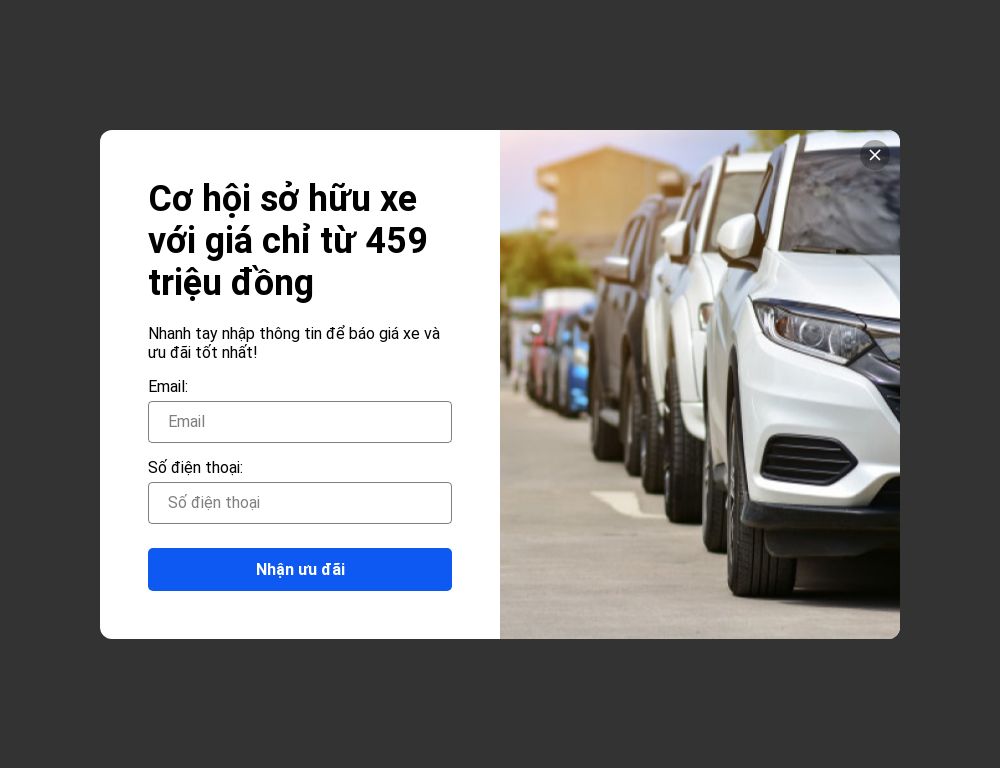 Cơ hội sở hữu xe
với giá chỉ từ 459
triệu đồng
Nhanh tay nhập thông tin để báo giá xe và
ưu đãi tốt nhất!
Email:
Email
Số điện thoại:
Số điện thoại
Nhận ưu đãi